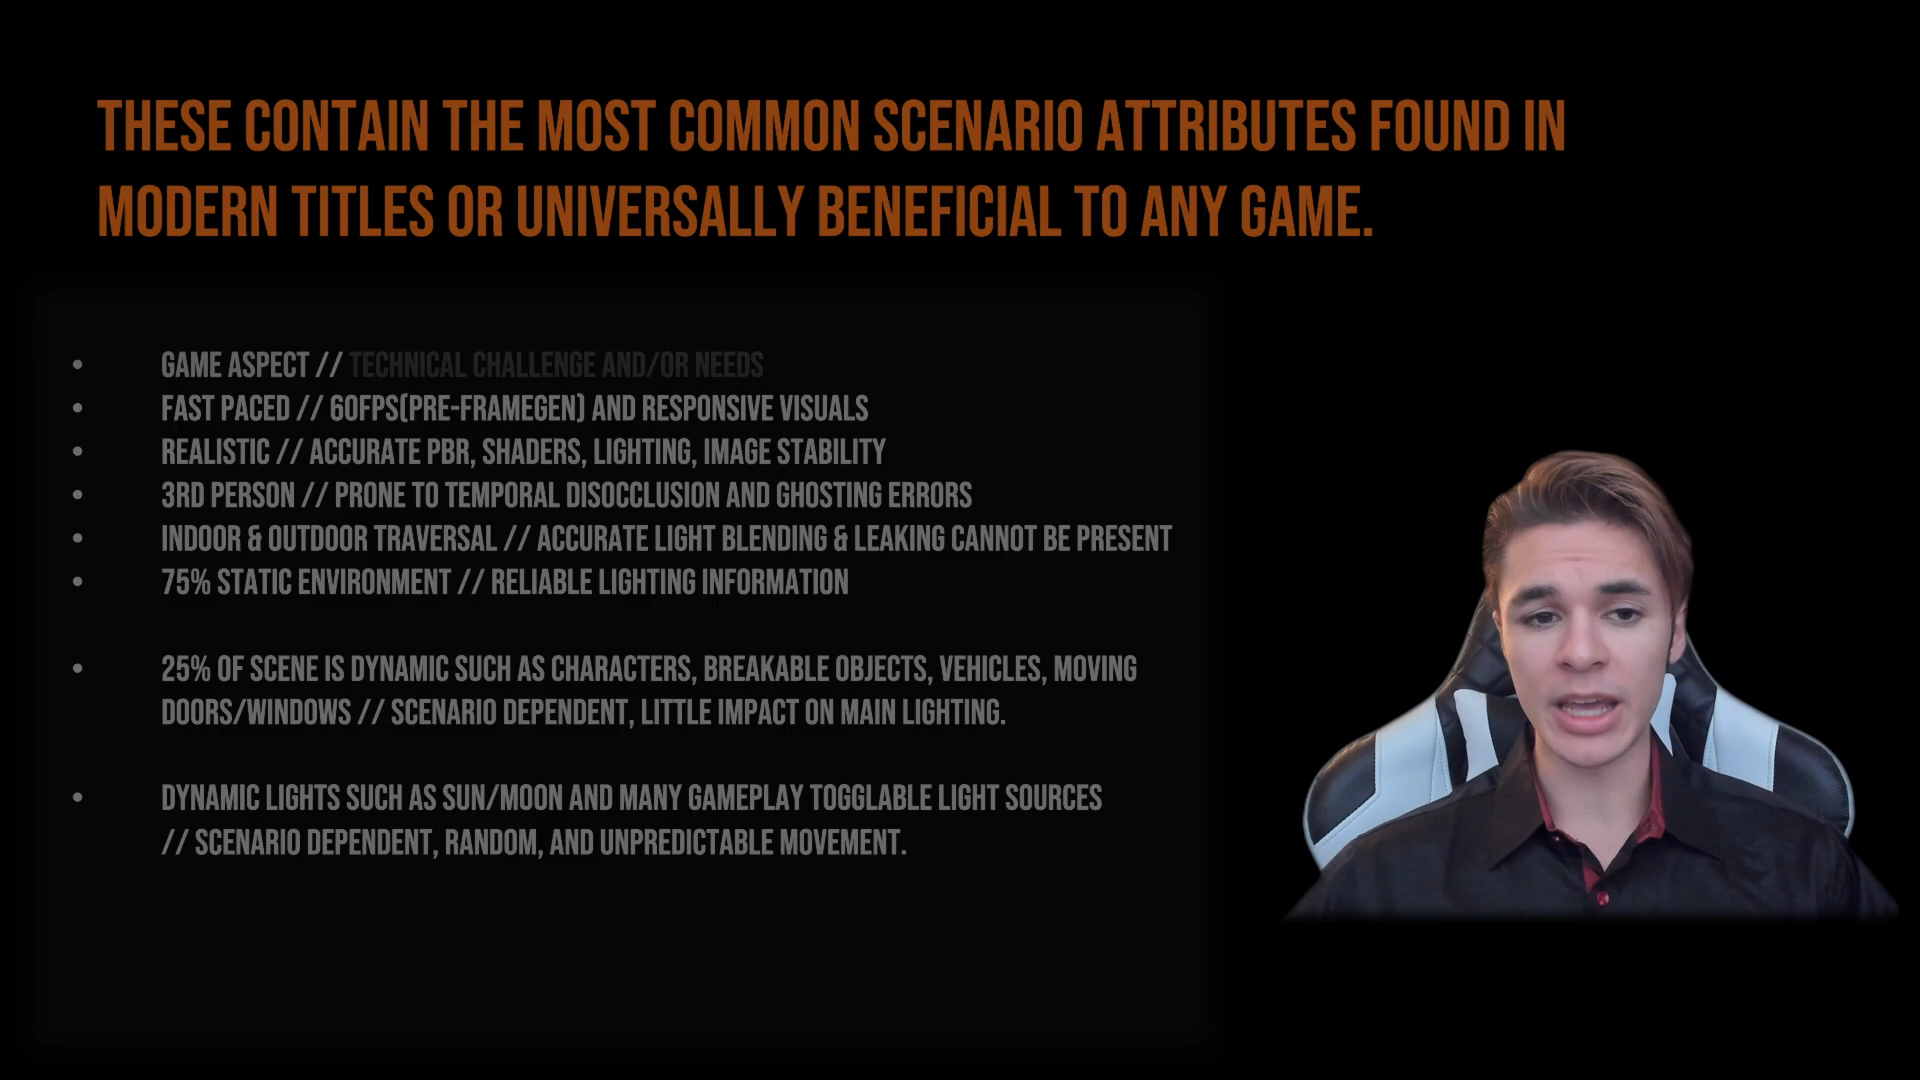 THESE CONTAIN THE MOST COMMON SCENARIO ATTRIBUTES FOUND IN
MODERN TITLES OR UNIVERSALLY BENEFICIAL TO ANY GAME.
• GAME ASPECT // TECHNICAL CHALLENGE AND/OR NEEDS
• FAST PACED // 60FPS(PRE-FRAMEGEN) AND RESPONSIVE VISUALS
• REALISTIC // ACCURATE PBR, SHADERS, LIGHTING, IMAGE STABILITY
• 3RD PERSON // PRONE TO TEMPORAL DISOCCLUSION AND GHOSTING ERRORS
• INDOOR & OUTDOOR TRAVERSAL // ACCURATE LIGHT BLENDING & LEAKING CANNOT BE PRESENT
• 75% STATIC ENVIRONMENT // RELIABLE LIGHTING INFORMATION
• 25% OF SCENE IS DYNAMIC SUCH AS CHARACTERS, BREAKABLE OBJECTS, VEHICLES, MOVING
DOORS/WINDOWS // SCENARIO DEPENDENT, LITTLE IMPACT ON MAIN LIGHTING.
• DYNAMIC LIGHTS SUCH AS SUN/MOON AND MANY GAMEPLAY TOGGLABLE LIGHT SOURCES
// SCENARIO DEPENDENT, RANDOM, AND UNPREDICTABLE MOVEMENT.